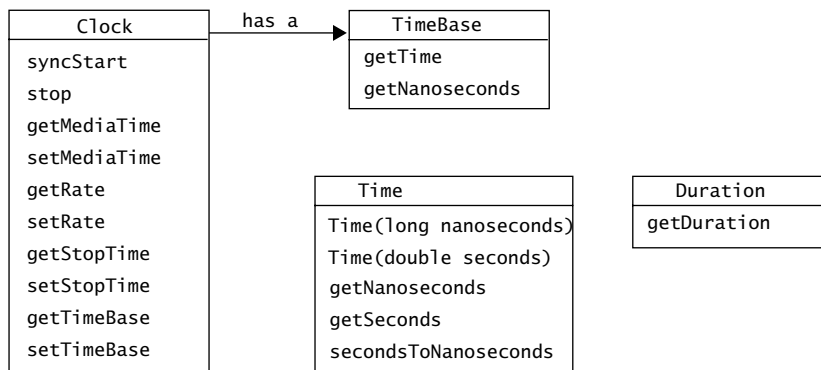 Clock
syncStart
stop
getMediaTime
setMediaTime
getRate
setRate
getStopTime
setStopTime
getTimeBase
setTimeBase
has a
TimeBase
getTime
getNanoseconds
Time
Time(long nanoseconds)
Time(double seconds)
getNanoseconds
getSeconds
secondsToNanoseconds
Duration
getDuration